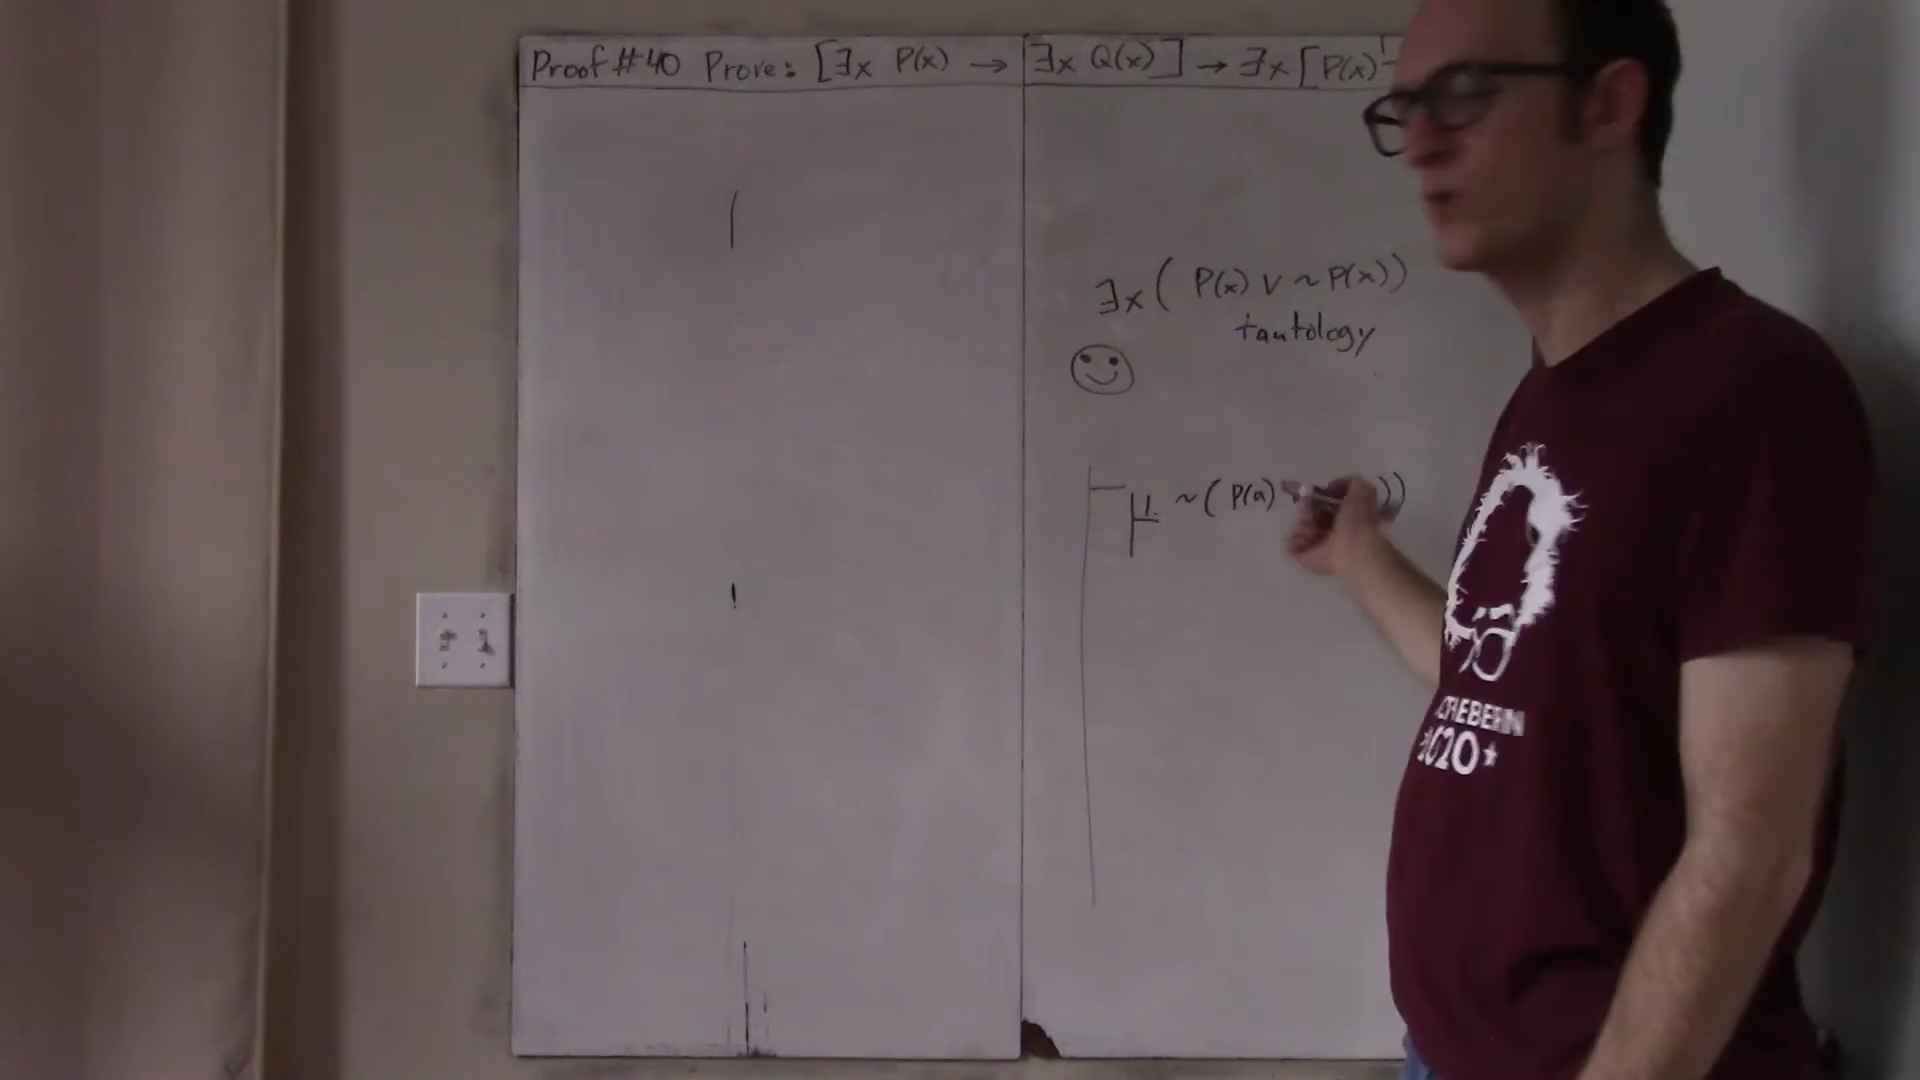 Proof #40 Prove: [∃x P(x) → ∃x Q(x)] → ∃x [P(x)
∃x ( P(x) v ~ P(x))
tautology
1. ~ ( P(a) ))
2020